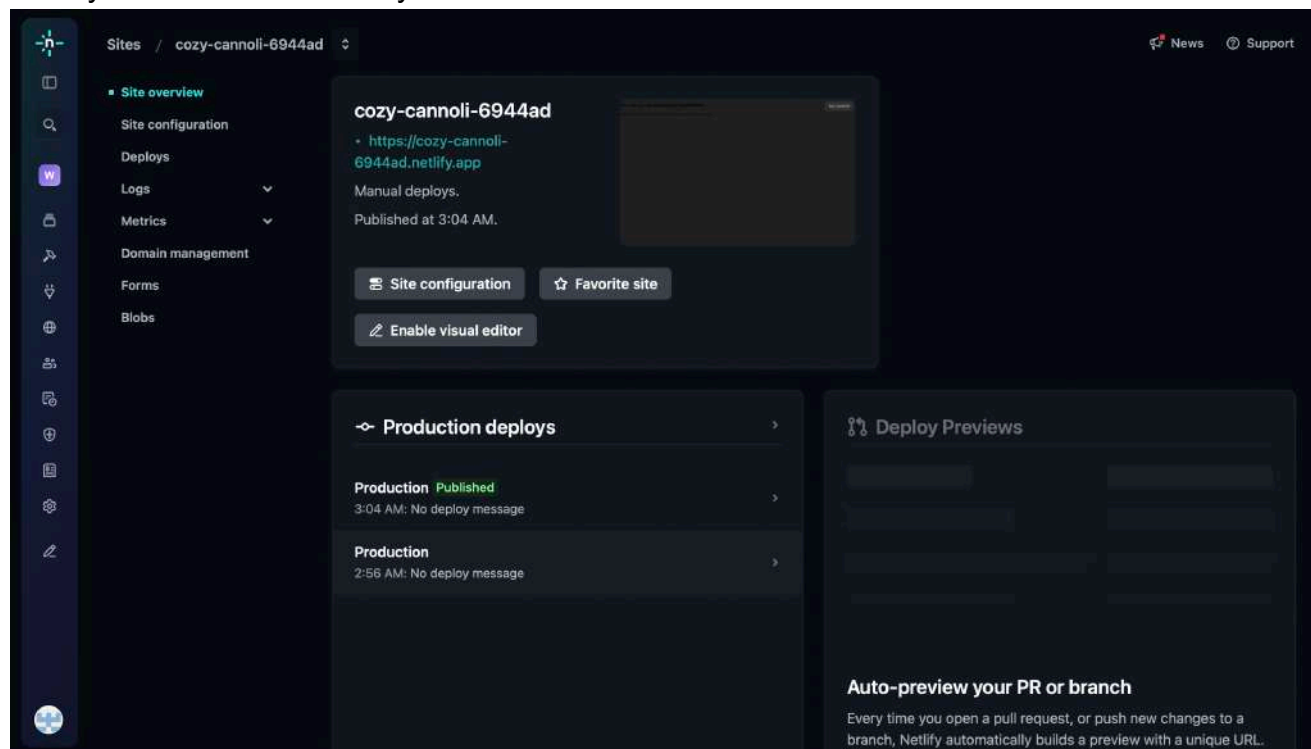 Sites / cozy-cannoli-6944ad
News
Support
W
Site overview
Site configuration
Deploys
Logs
Metrics
Domain management
Forms
Blobs
cozy-cannoli-6944ad
• https://cozy-cannoli-
6944ad.netlify.app
Manual deploys.
Published at 3:04 AM.
Site configuration
Favorite site
Enable visual editor
Production deploys
Production Published
3:04 AM: No deploy message
Production
2:56 AM: No deploy message
Deploy Previews
Auto-preview your PR or branch
Every time you open a pull request, or push new changes to a
branch, Netlify automatically builds a preview with a unique URL.